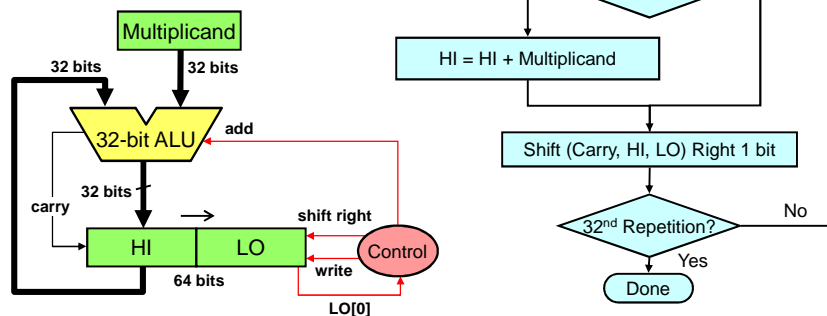 Multiplicand
32 bits
32 bits
32-bit ALU
add
32 bits
carry
shift right
HI
LO
Control
write
64 bits
LO[0]
HI = HI + Multiplicand
Shift (Carry, HI, LO) Right 1 bit
32nd Repetition?
No
Yes
Done